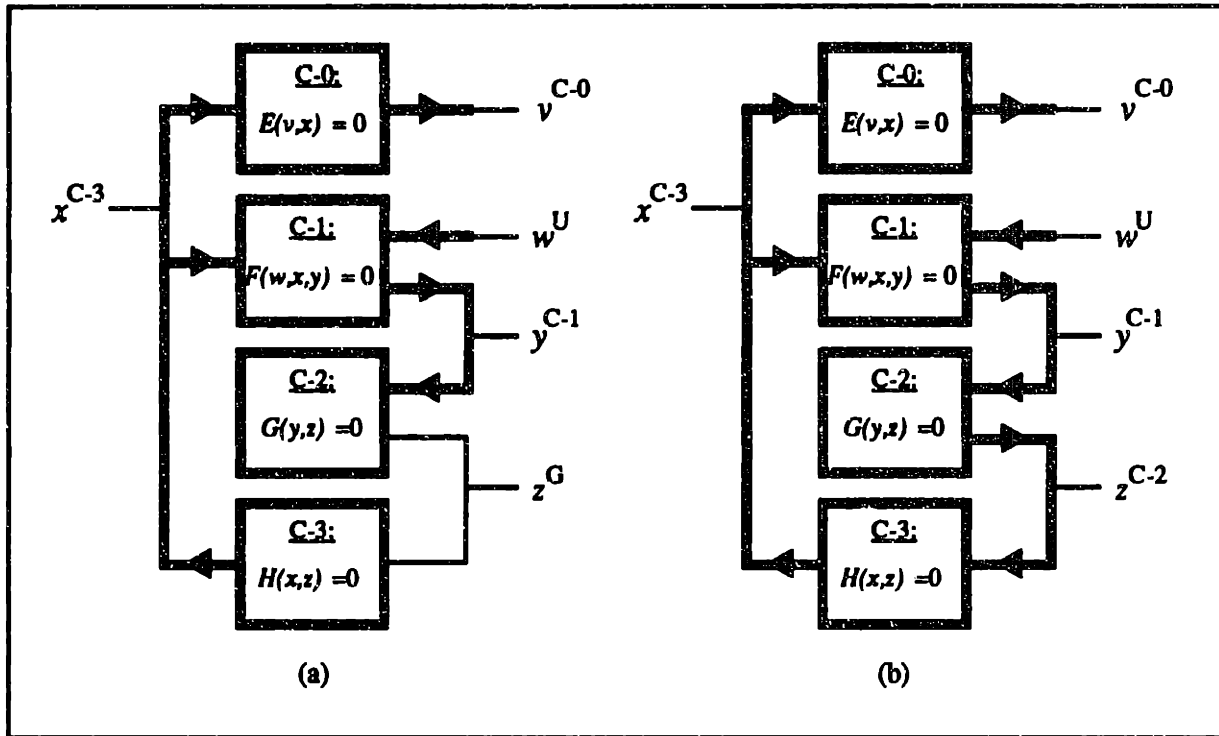 C-0:
E(v,x) = 0
v^C-0
x^C-3
C-1:
F(w,x,y) = 0
w^U
y^C-1
C-2:
G(y,z) =0
z^G
C-3:
H(x,z) =0
(a)
C-0:
E(v,x) = 0
v^C-0
x^C-3
C-1:
F(w,x,y) = 0
w^U
y^C-1
C-2:
G(y,z) =0
z^C-2
C-3:
H(x,z) =0
(b)